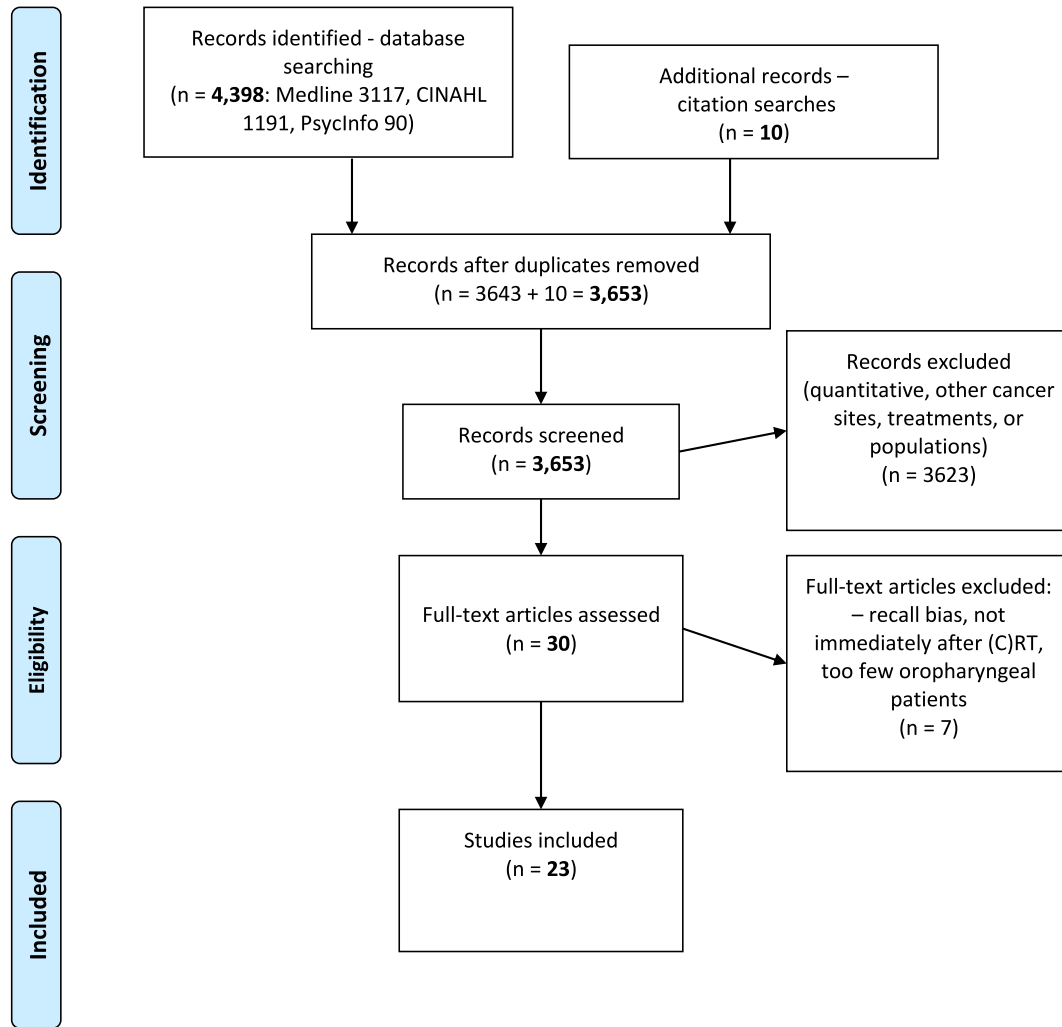 Identification
Records identified - database
searching
(n = 4,398: Medline 3117, CINAHL
1191, PsycInfo 90)
Additional records –
citation searches
(n = 10)
Records after duplicates removed
(n = 3643 + 10 = 3,653)
Screening
Records screened
(n = 3,653)
Records excluded
(quantitative, other cancer
sites, treatments, or
populations)
(n = 3623)
Eligibility
Full-text articles assessed
(n = 30)
Full-text articles excluded:
– recall bias, not
immediately after (C)RT,
too few oropharyngeal
patients
(n = 7)
Included
Studies included
(n = 23)